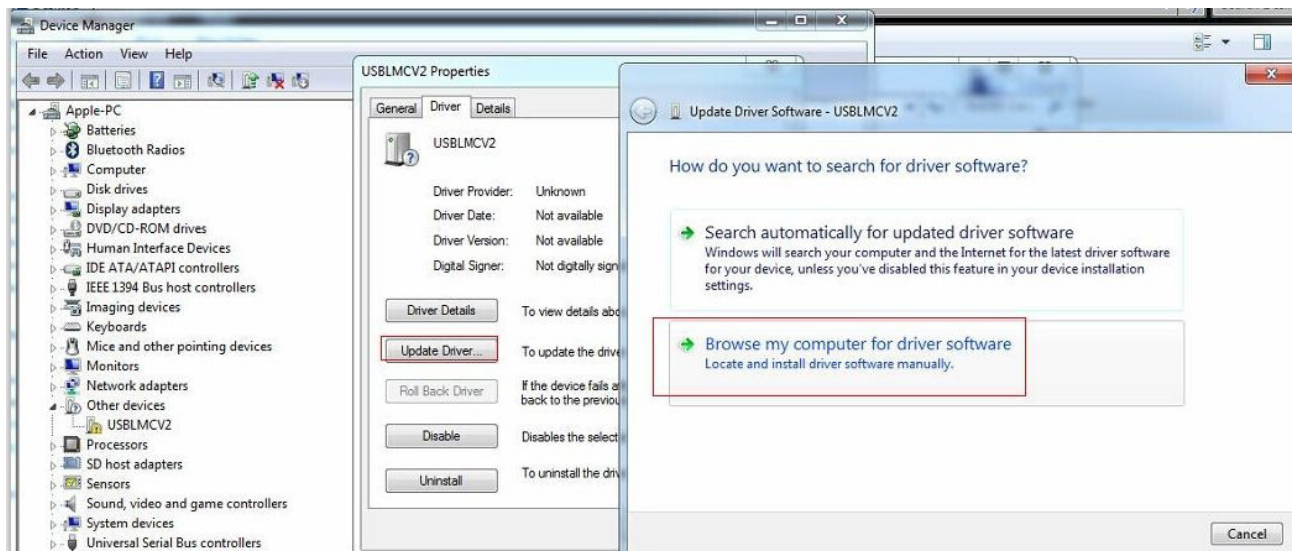 Device Manager
File Action View Help
Apple-PC
Batteries
Bluetooth Radios
Computer
Disk drives
Display adapters
DVD/CD-ROM drives
Human Interface Devices
IDE ATA/ATAPI controllers
IEEE 1394 Bus host controllers
Imaging devices
Keyboards
Mice and other pointing devices
Monitors
Network adapters
Other devices
USBLMCV2
Processors
SD host adapters
Sensors
Sound, video and game controllers
System devices
Universal Serial Bus controllers
USBLMCV2 Properties
General Driver Details
USBLMCV2
Driver Provider: Unknown
Driver Date: Not available
Driver Version: Not available
Digital Signer: Not digitally sign
Driver Details To view details abo
Update Driver... To update the drive
Roll Back Driver If the device fails a
back to the previou
Disable Disables the select
Uninstall To uninstall the driv
Update Driver Software - USBLMCV2
How do you want to search for driver software?
Search automatically for updated driver software
Windows will search your computer and the Internet for the latest driver software
for your device, unless you've disabled this feature in your device installation
settings.
Browse my computer for driver software
Locate and install driver software manually.
Cancel